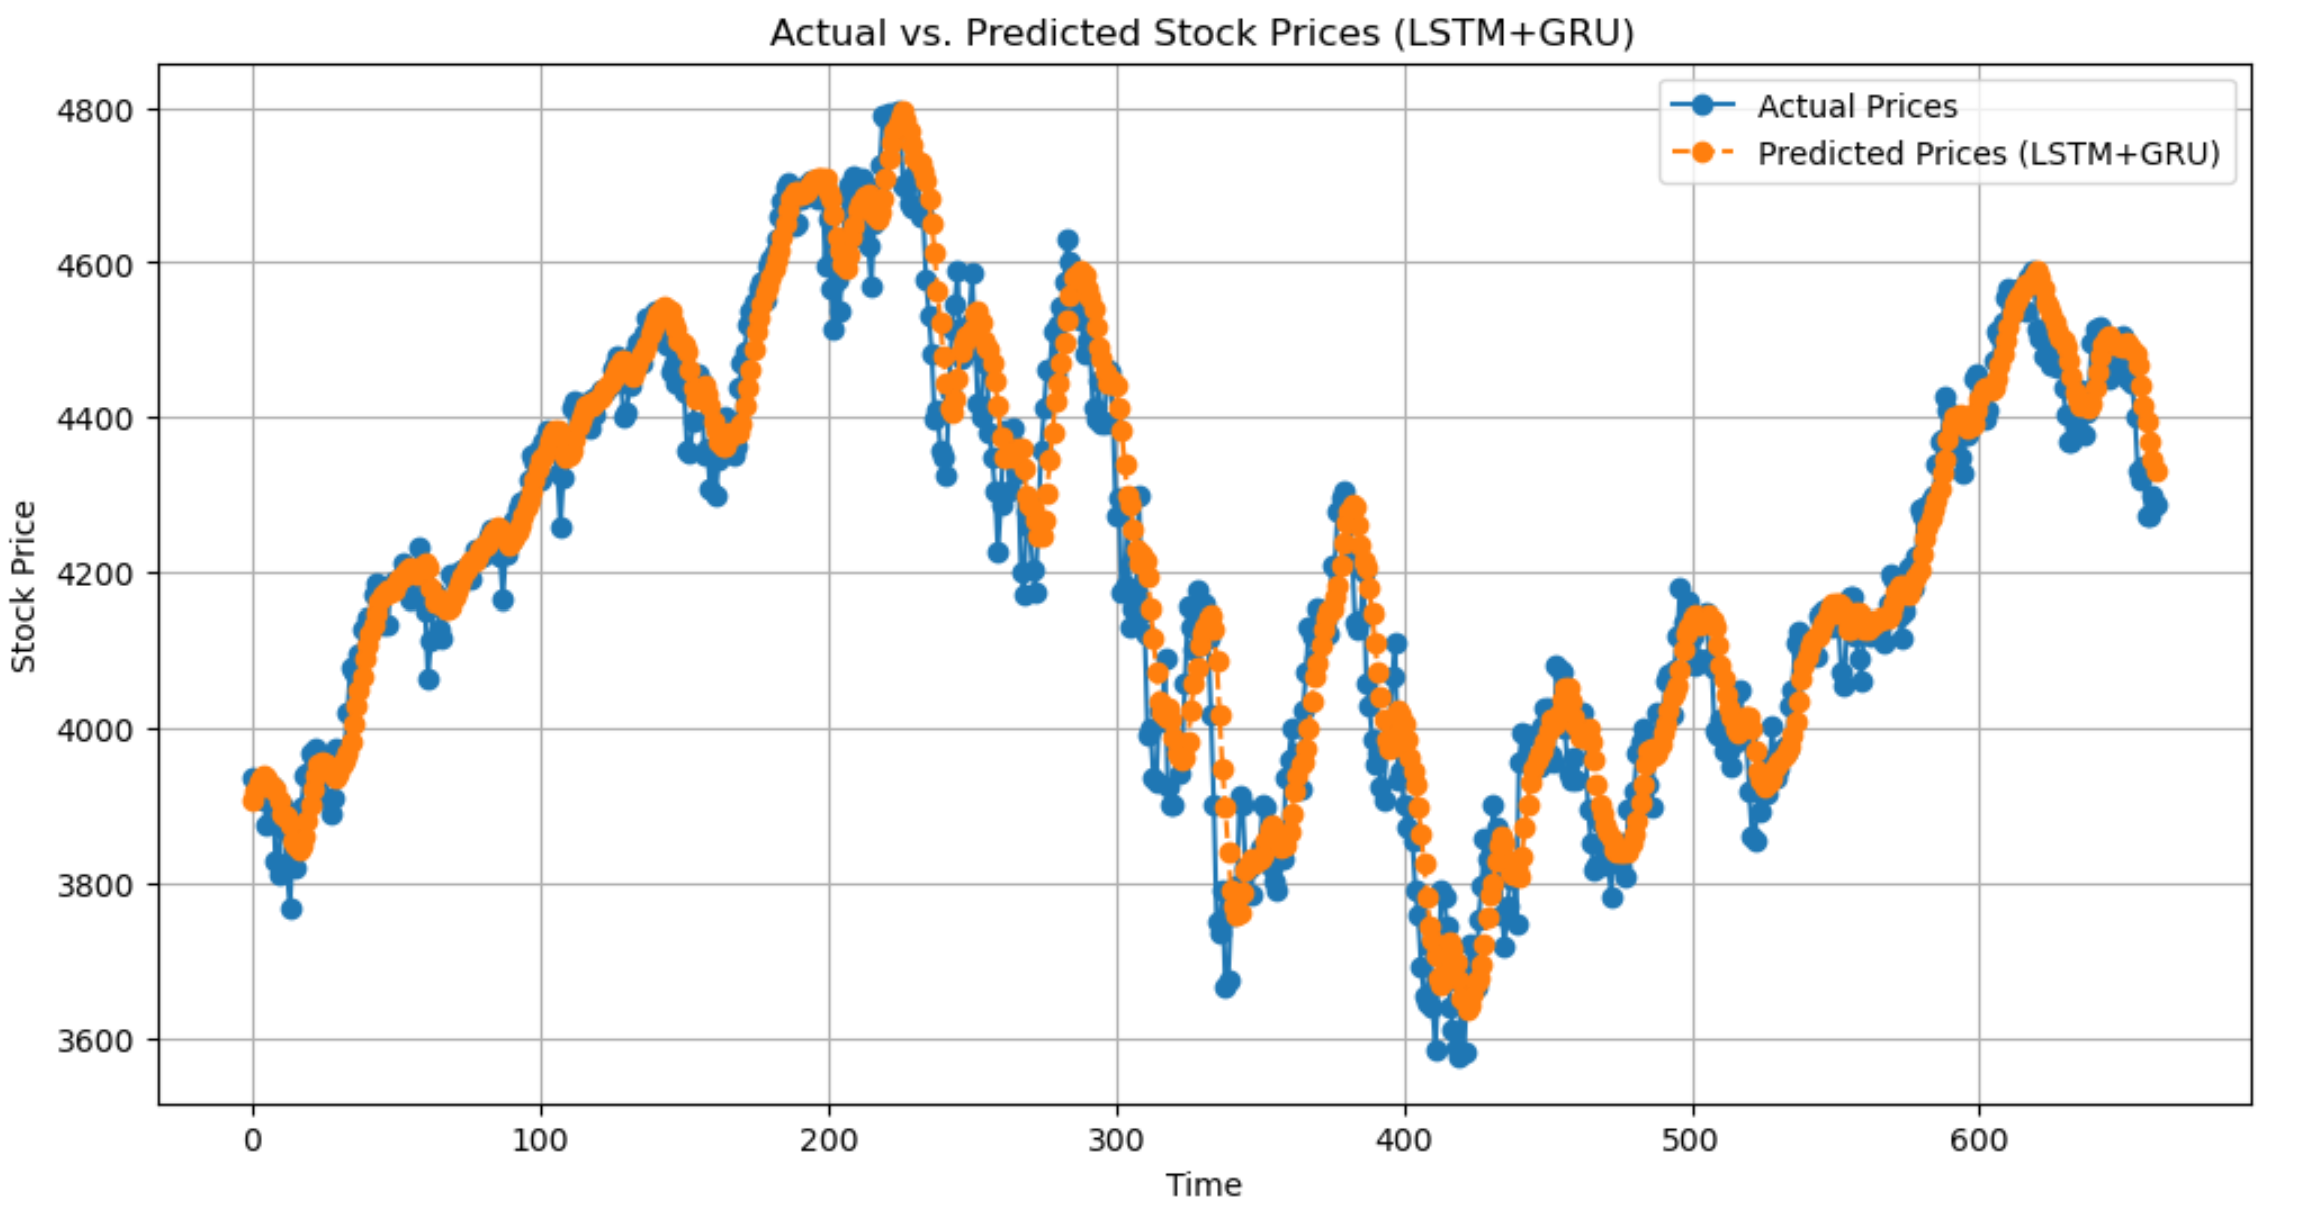 Actual vs. Predicted Stock Prices (LSTM+GRU)
Actual Prices
Predicted Prices (LSTM+GRU)
Stock Price
4800
4600
4400
4200
4000
3800
3600
0 100 200 300 400 500 600
Time